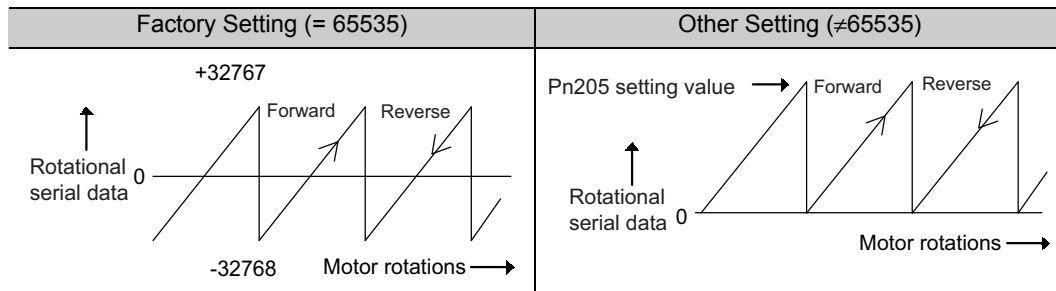 Factory Setting (= 65535)
+32767
Forward
Reverse
Rotational
serial data
0
-32768
Motor rotations
Other Setting (≠65535)
Pn205 setting value
Forward
Reverse
Rotational
serial data
0
Motor rotations